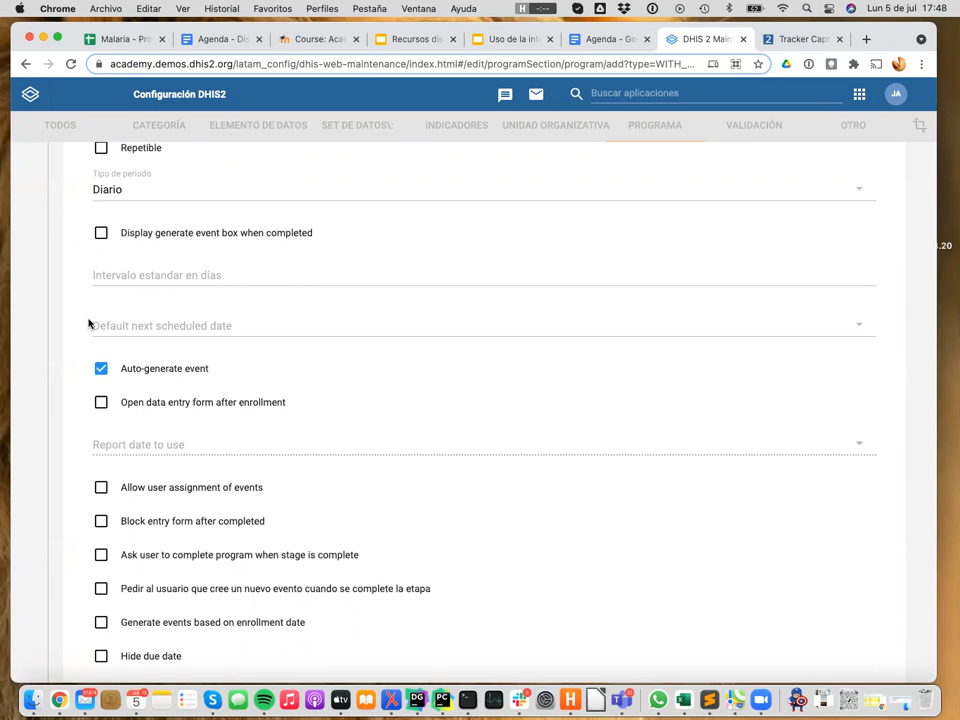 Chrome Archivo Editar Ver Historial Favoritos Perfiles Pestaña Ventana Ayuda H Lun 5 de jul 17:48
Malaria - Pro Agenda - Di Course: Aca Recursos di Uso de la in Agenda - Go DHIS 2 Main Tracker Capt
academy.demos.dhis2.org/latam_config/dhis-web-maintenance/index.html#/edit/programSection/program/add?type=WITH_...
Configuración DHIS2 Buscar aplicaciones JA
TODOS CATEGORÍA ELEMENTO DE DATOS SET DE DATOS\: INDICADORES UNIDAD ORGANIZATIVA PROGRAMA VALIDACIÓN OTRO
Repetible
Tipo de periodo
Diario
Display generate event box when completed
.20
Intervalo estandar en días
Default next scheduled date
Auto-generate event
Open data entry form after enrollment
Report date to use
Allow user assignment of events
Block entry form after completed
Ask user to complete program when stage is complete
Pedir al usuario que cree un nuevo evento cuando se complete la etapa
Generate events based on enrollment date
Hide due date